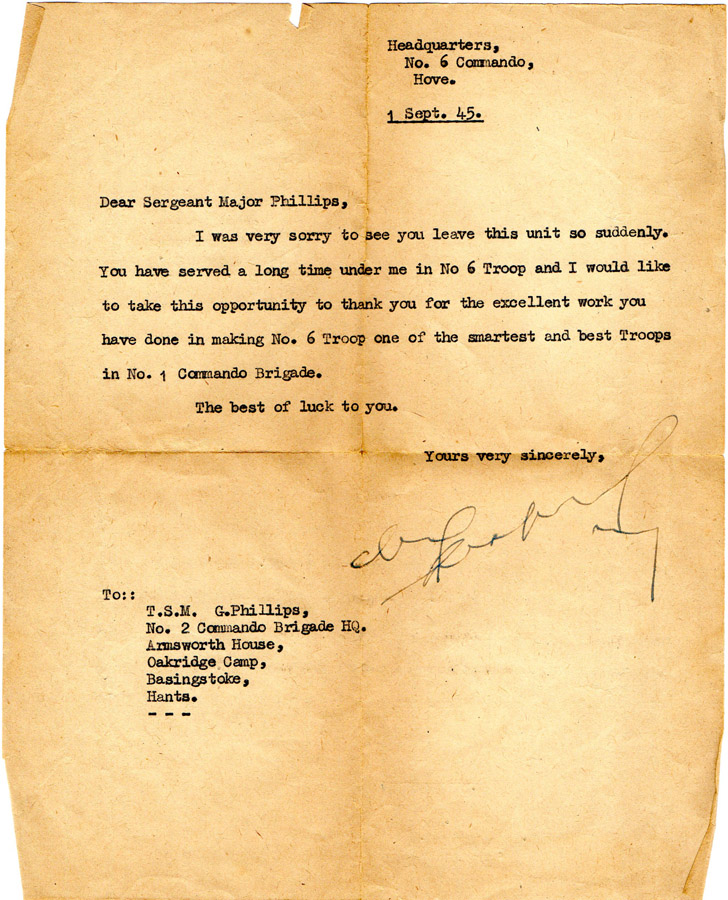 Headquarters,
No. 6 Commando,
Hove.
1 Sept. 45.
Dear Sergeant Major Phillips,
I was very sorry to see you leave this unit so suddenly.
You have served a long time under me in No 6 Troop and I would like
to take this opportunity to thank you for the excellent work you
have done in making No. 6 Troop one of the smartest and best Troops
in No. 1 Commando Brigade.
The best of luck to you.
Yours very sincerely,
To::
T.S.M. G.Phillips,
No. 2 Commando Brigade HQ.
Armsworth House,
Oakridge Camp,
Basingstoke,
Hants.
- - -